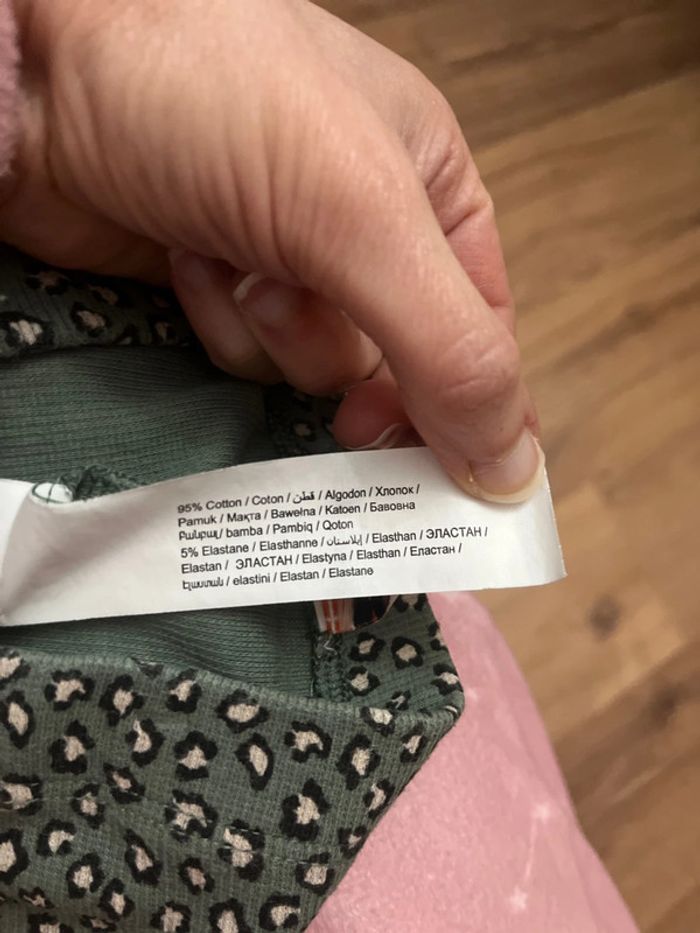 95% Cotton / Coton / قطن / Algodon / Хлопок /
Pamuk / Мақта / Bawełna / Katoen / Бавовна
Բամբակ / bamba / Pambiq / Qoton
5% Elastane / Elasthanne / إيلاستان / Elasthan / ЭЛАСТАН /
Elastan / ЭЛАСТАН / Elastyna / Elasthan / Еластан /
Էլաստան / elastini / Elastan / Elastane